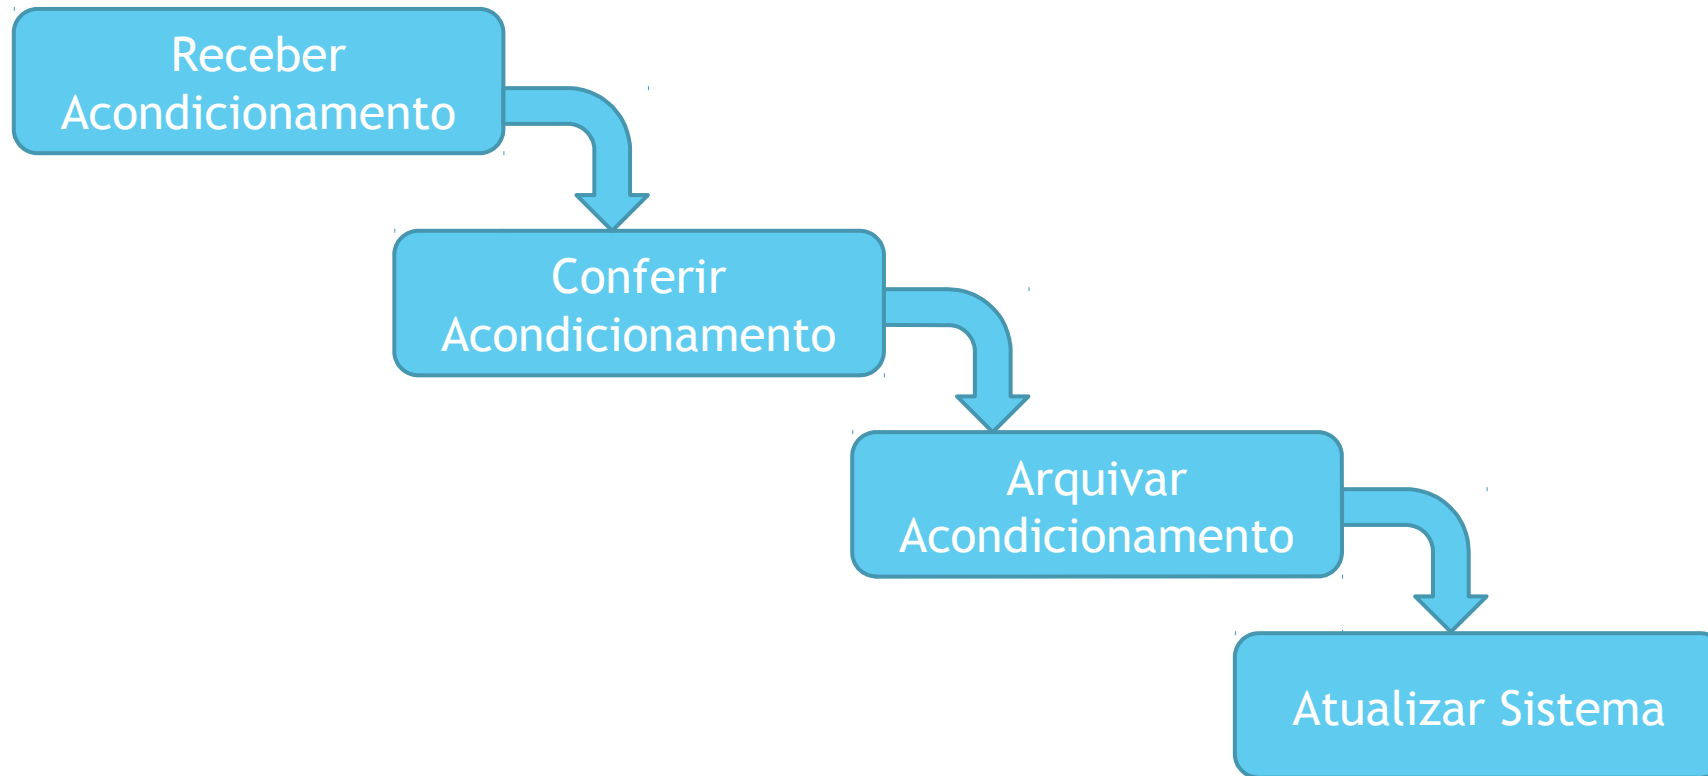 Receber
Acondicionamento
Conferir
Acondicionamento
Arquivar
Acondicionamento
Atualizar Sistema